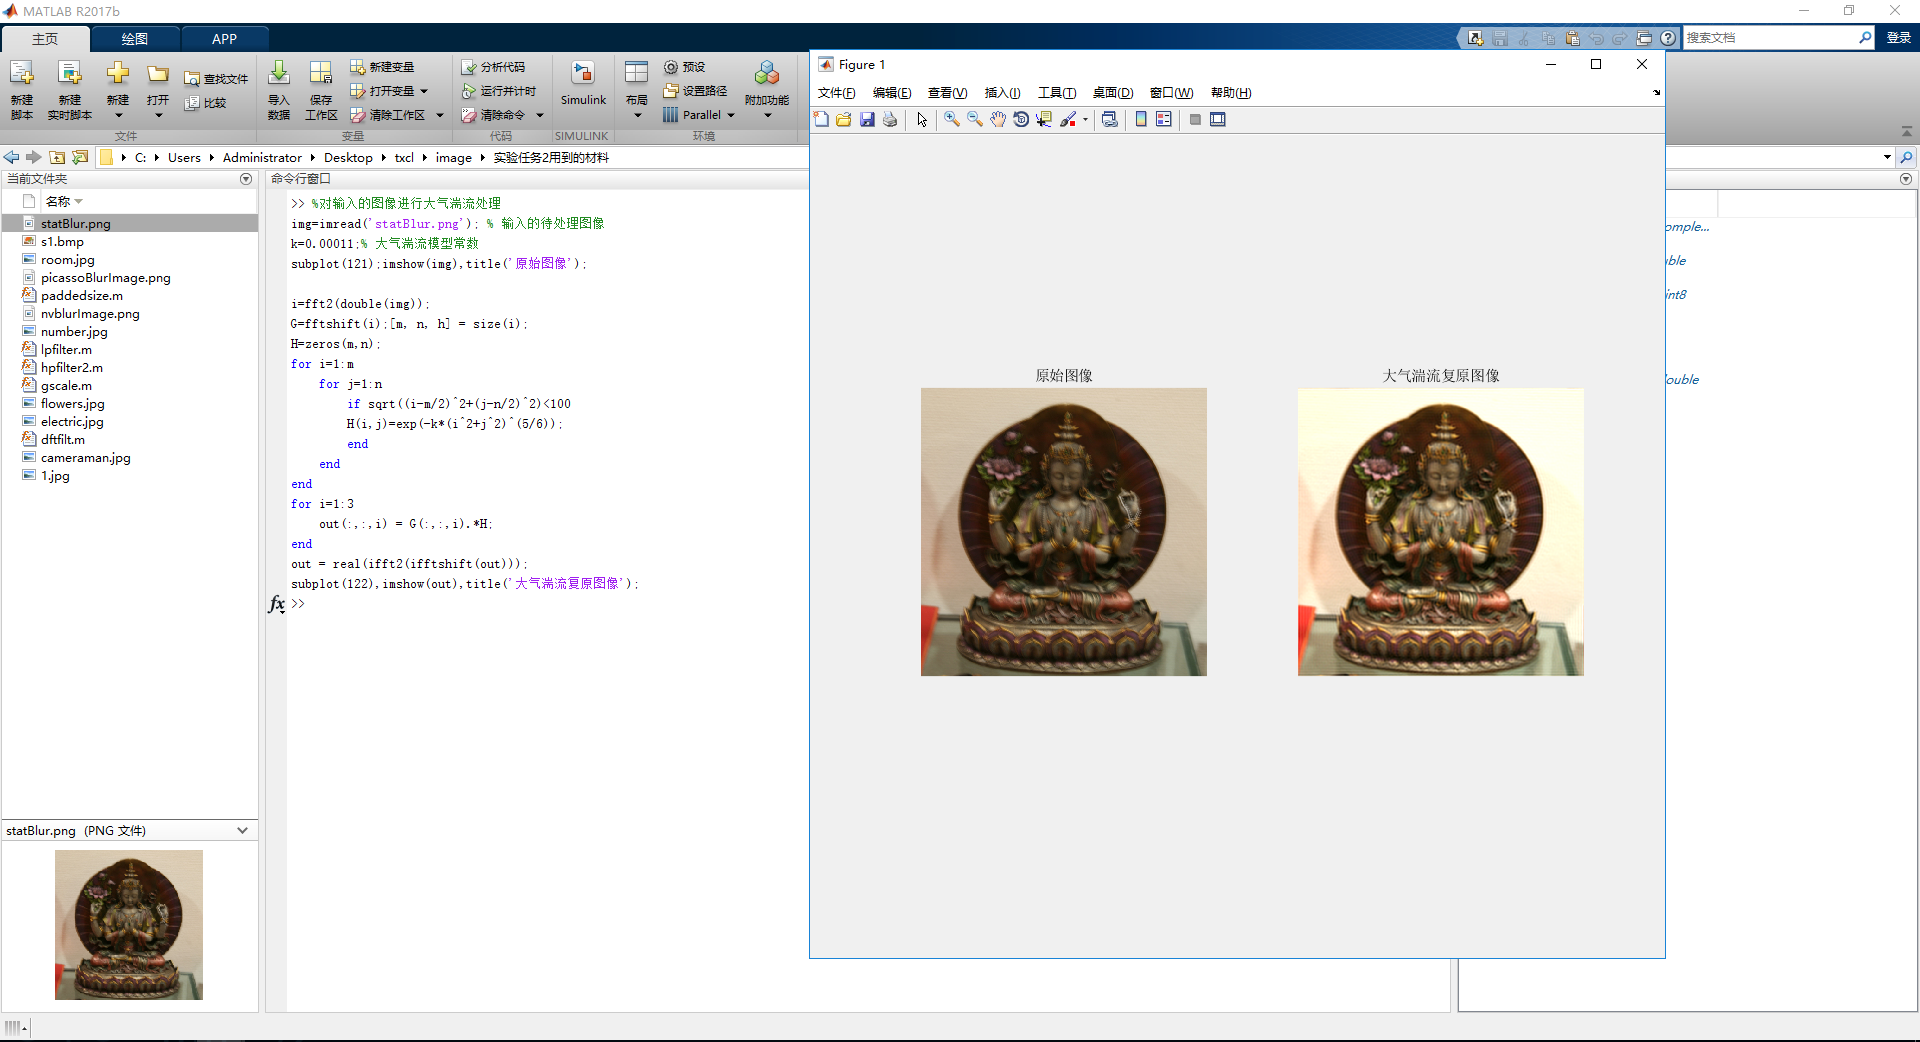 MATLAB R2017b
主页 绘图 APP
搜索文档 登录
新建脚本 新建实时脚本 新建 打开 查找文件 比较
导入数据 保存工作区 新建变量 打开变量 清除工作区
分析代码 运行并计时 清除命令
Simulink 布局 预设 设置路径 Parallel 附加功能
文件 变量 代码 SIMULINK 环境
C: Users Administrator Desktop txcl image 实验任务2用到的材料
当前文件夹
名称
statBlur.png
s1.bmp
room.jpg
picassoBlurImage.png
paddedsize.m
nvblurImage.png
number.jpg
lpfilter.m
hpfilter2.m
gscale.m
flowers.jpg
electric.jpg
dftfilt.m
cameraman.jpg
1.jpg
statBlur.png (PNG 文件)
命令行窗口
>> %对输入的图像进行大气湍流处理
img=imread('statBlur.png'); % 输入的待处理图像
k=0.00011;% 大气湍流模型常数
subplot(121);imshow(img),title('原始图像');
i=fft2(double(img));
G=fftshift(i);[m, n, h] = size(i);
H=zeros(m,n);
for i=1:m
for j=1:n
if sqrt((i-m/2)^2+(j-n/2)^2)<100
H(i,j)=exp(-k*(i^2+j^2)^(5/6));
end
end
end
for i=1:3
out(:,:,i) = G(:,:,i).*H;
end
out = real(ifft2(ifftshift(out)));
subplot(122),imshow(out),title('大气湍流复原图像');
fx >>
Figure 1
文件(F) 编辑(E) 查看(V) 插入(I) 工具(T) 桌面(D) 窗口(W) 帮助(H)
原始图像
大气湍流复原图像
omple...
ble
int8
ouble